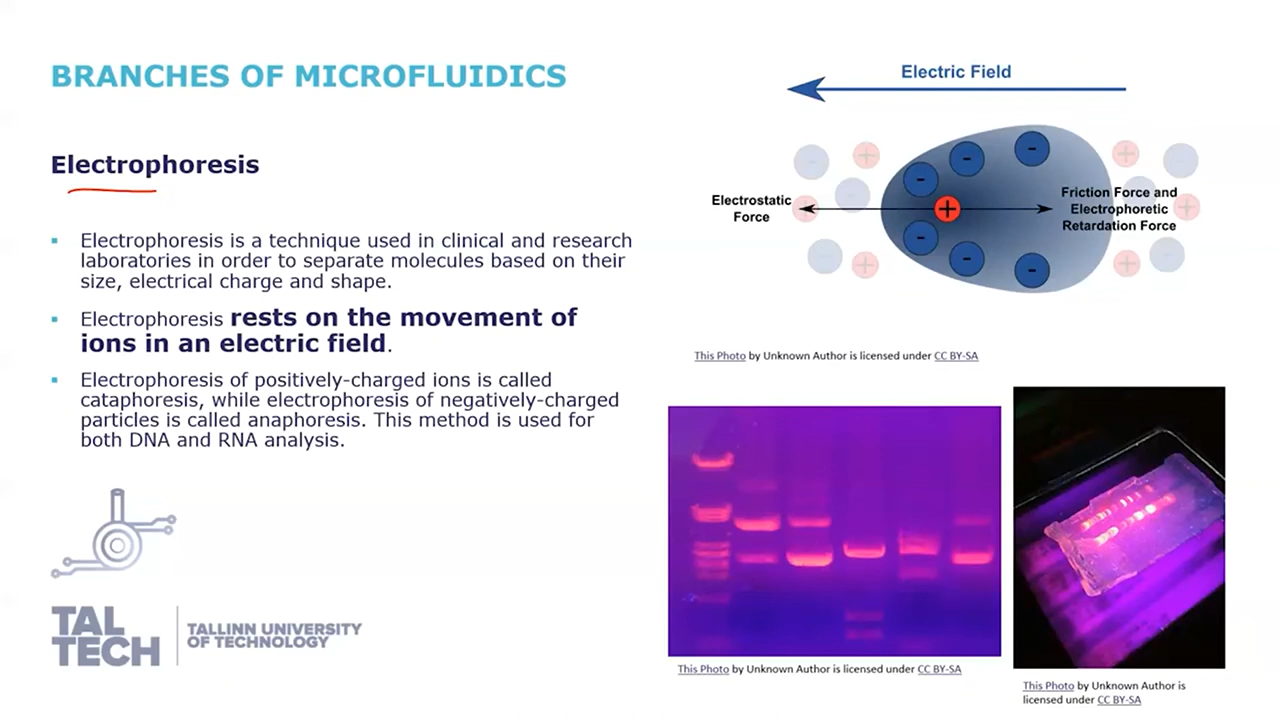 BRANCHES OF MICROFLUIDICS
Electrophoresis
▪ Electrophoresis is a technique used in clinical and research
laboratories in order to separate molecules based on their
size, electrical charge and shape.
▪ Electrophoresis rests on the movement of
ions in an electric field.
▪ Electrophoresis of positively-charged ions is called
cataphoresis, while electrophoresis of negatively-charged
particles is called anaphoresis. This method is used for
both DNA and RNA analysis.
TAL
TECH
TALLINN UNIVERSITY
OF TECHNOLOGY
Electric Field
Electrostatic
Force
Friction Force and
Electrophoretic
Retardation Force
This Photo by Unknown Author is licensed under CC BY-SA
This Photo by Unknown Author is licensed under CC BY-SA
This Photo by Unknown Author is
licensed under CC BY-SA